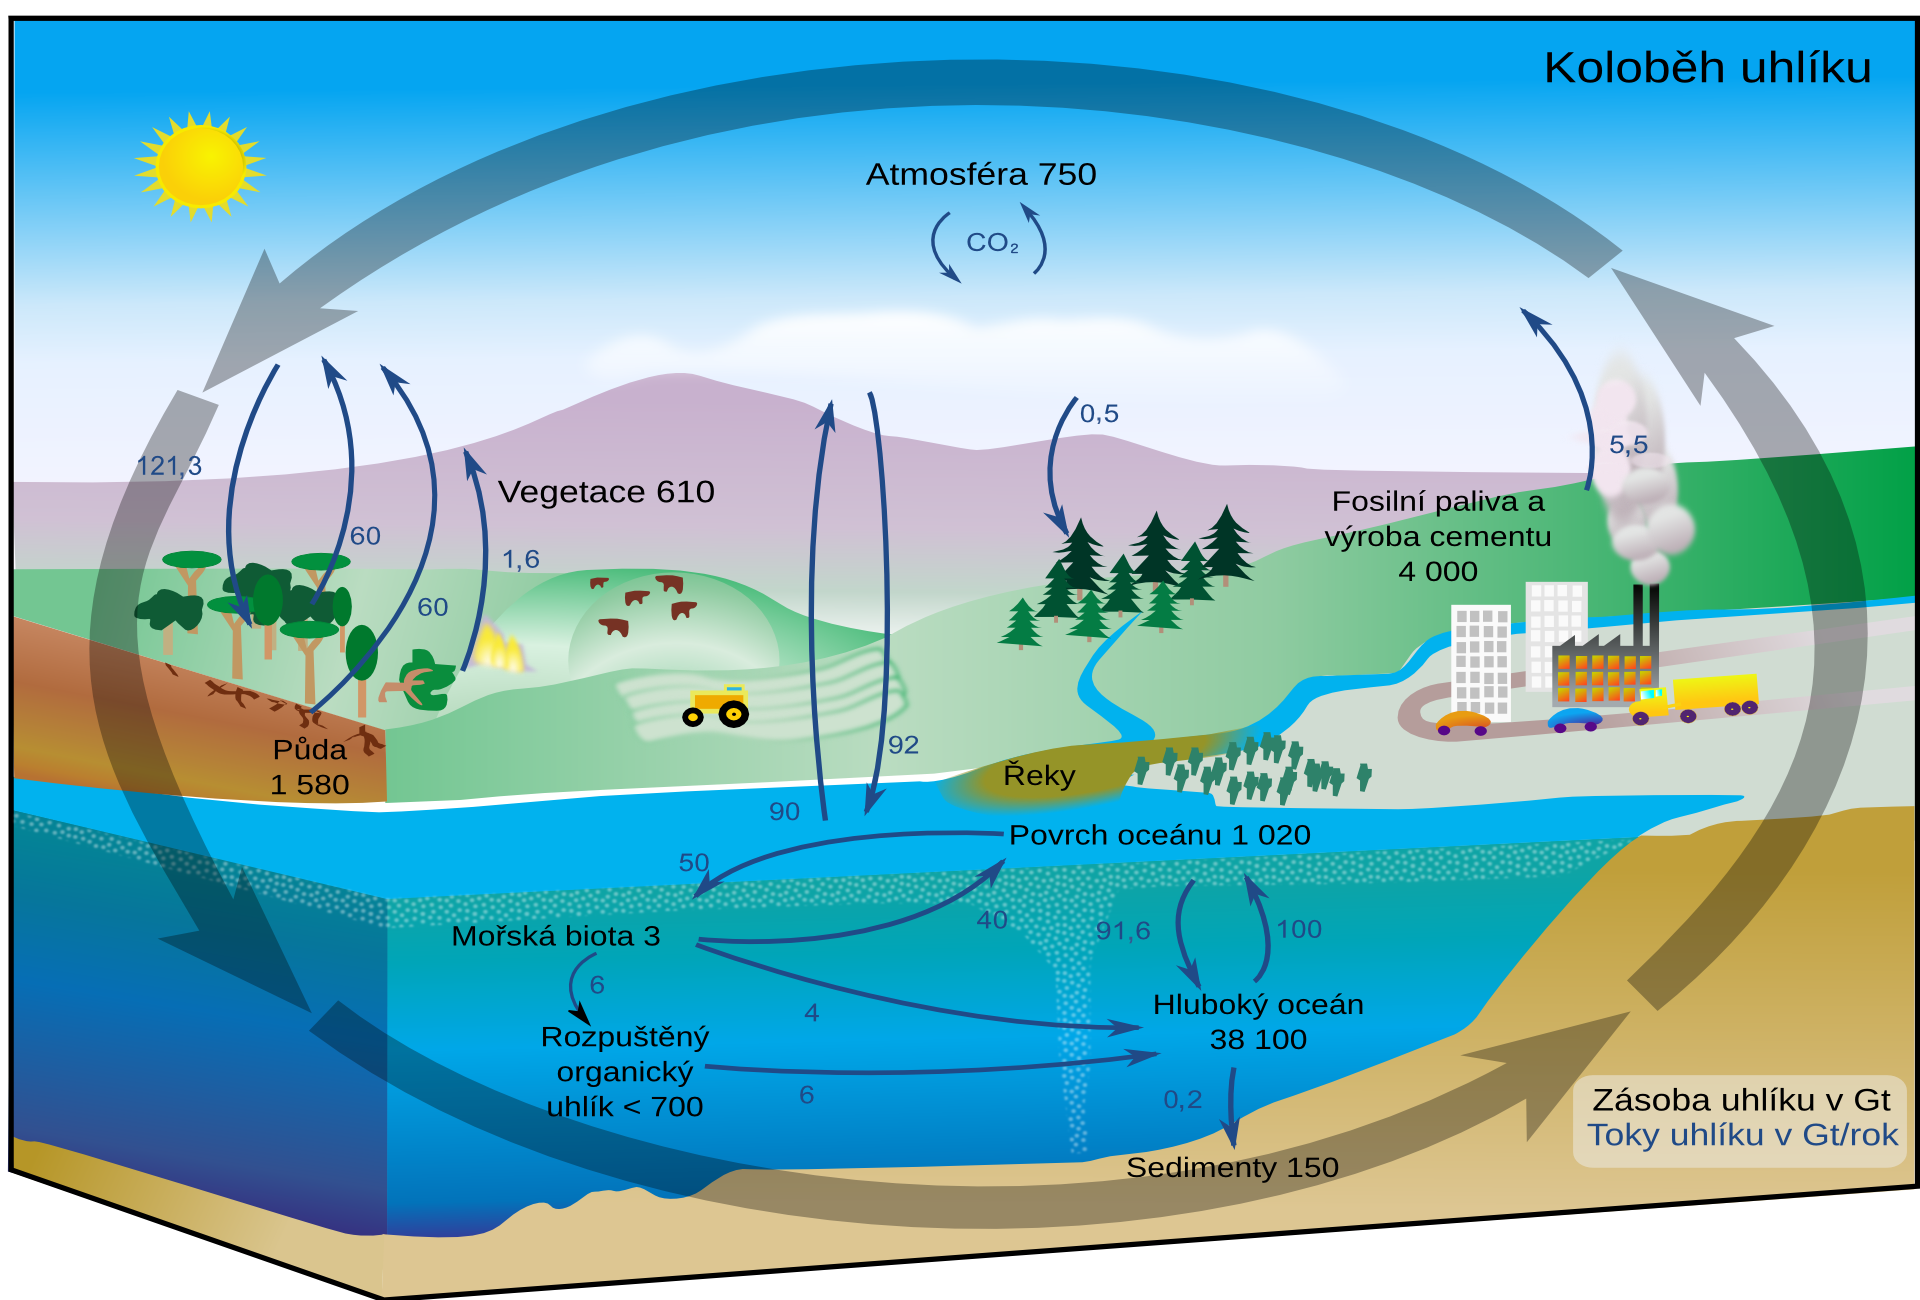 Koloběh uhlíku
Atmosféra 750
CO₂
0,5
121,3
5,5
Vegetace 610
Fosilní paliva a
výroba cementu
4 000
60
1,6
60
Půda
1 580
92
Řeky
90
Povrch oceánu 1 020
50
40
91,6
100
Mořská biota 3
6
4
Hluboký oceán
38 100
Rozpuštěný
organický
uhlík < 700
6
0,2
Zásoba uhlíku v Gt
Toky uhlíku v Gt/rok
Sedimenty 150